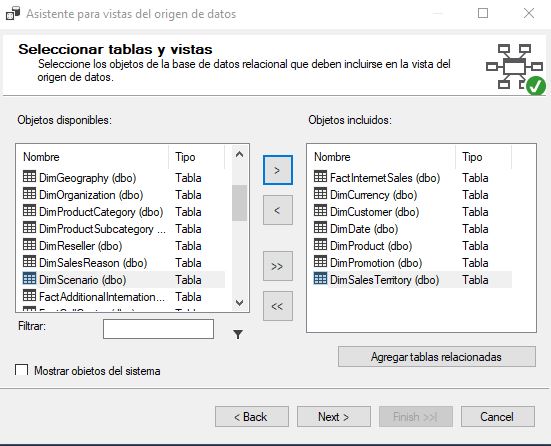 Asistente para vistas del origen de datos
Seleccionar tablas y vistas
Seleccione los objetos de la base de datos relacional que deben incluirse en la vista del
origen de datos.
Objetos disponibles:
Nombre Tipo
DimGeography (dbo) Tabla
DimOrganization (dbo) Tabla
DimProductCategory (dbo) Tabla
DimProductSubcategory ... Tabla
DimReseller (dbo) Tabla
DimSalesReason (dbo) Tabla
DimScenario (dbo) Tabla
FactAdditionalInternation... Tabla
>
<
>>
<<
Objetos incluidos:
Nombre Tipo
FactInternetSales (dbo) Tabla
DimCurrency (dbo) Tabla
DimCustomer (dbo) Tabla
DimDate (dbo) Tabla
DimProduct (dbo) Tabla
DimPromotion (dbo) Tabla
DimSalesTerritory (dbo) Tabla
Filtrar:
Agregar tablas relacionadas
Mostrar objetos del sistema
< Back
Next >
Finish >>|
Cancel